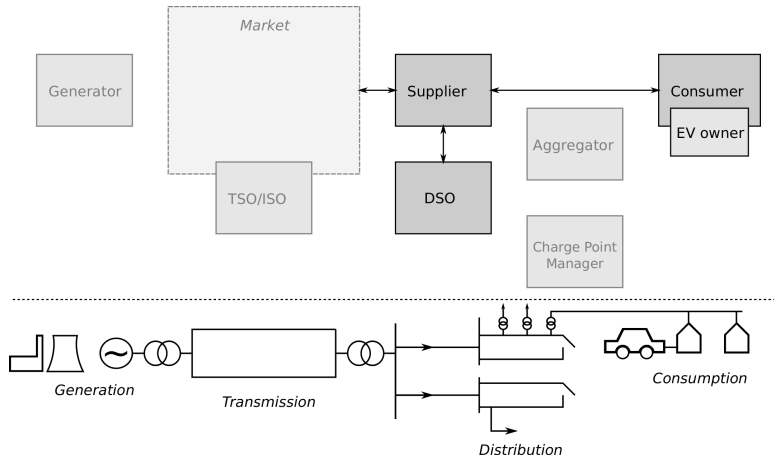 Market
Generator
Supplier
Consumer
EV owner
Aggregator
TSO/ISO
DSO
Charge Point
Manager
Generation
Transmission
Distribution
Consumption